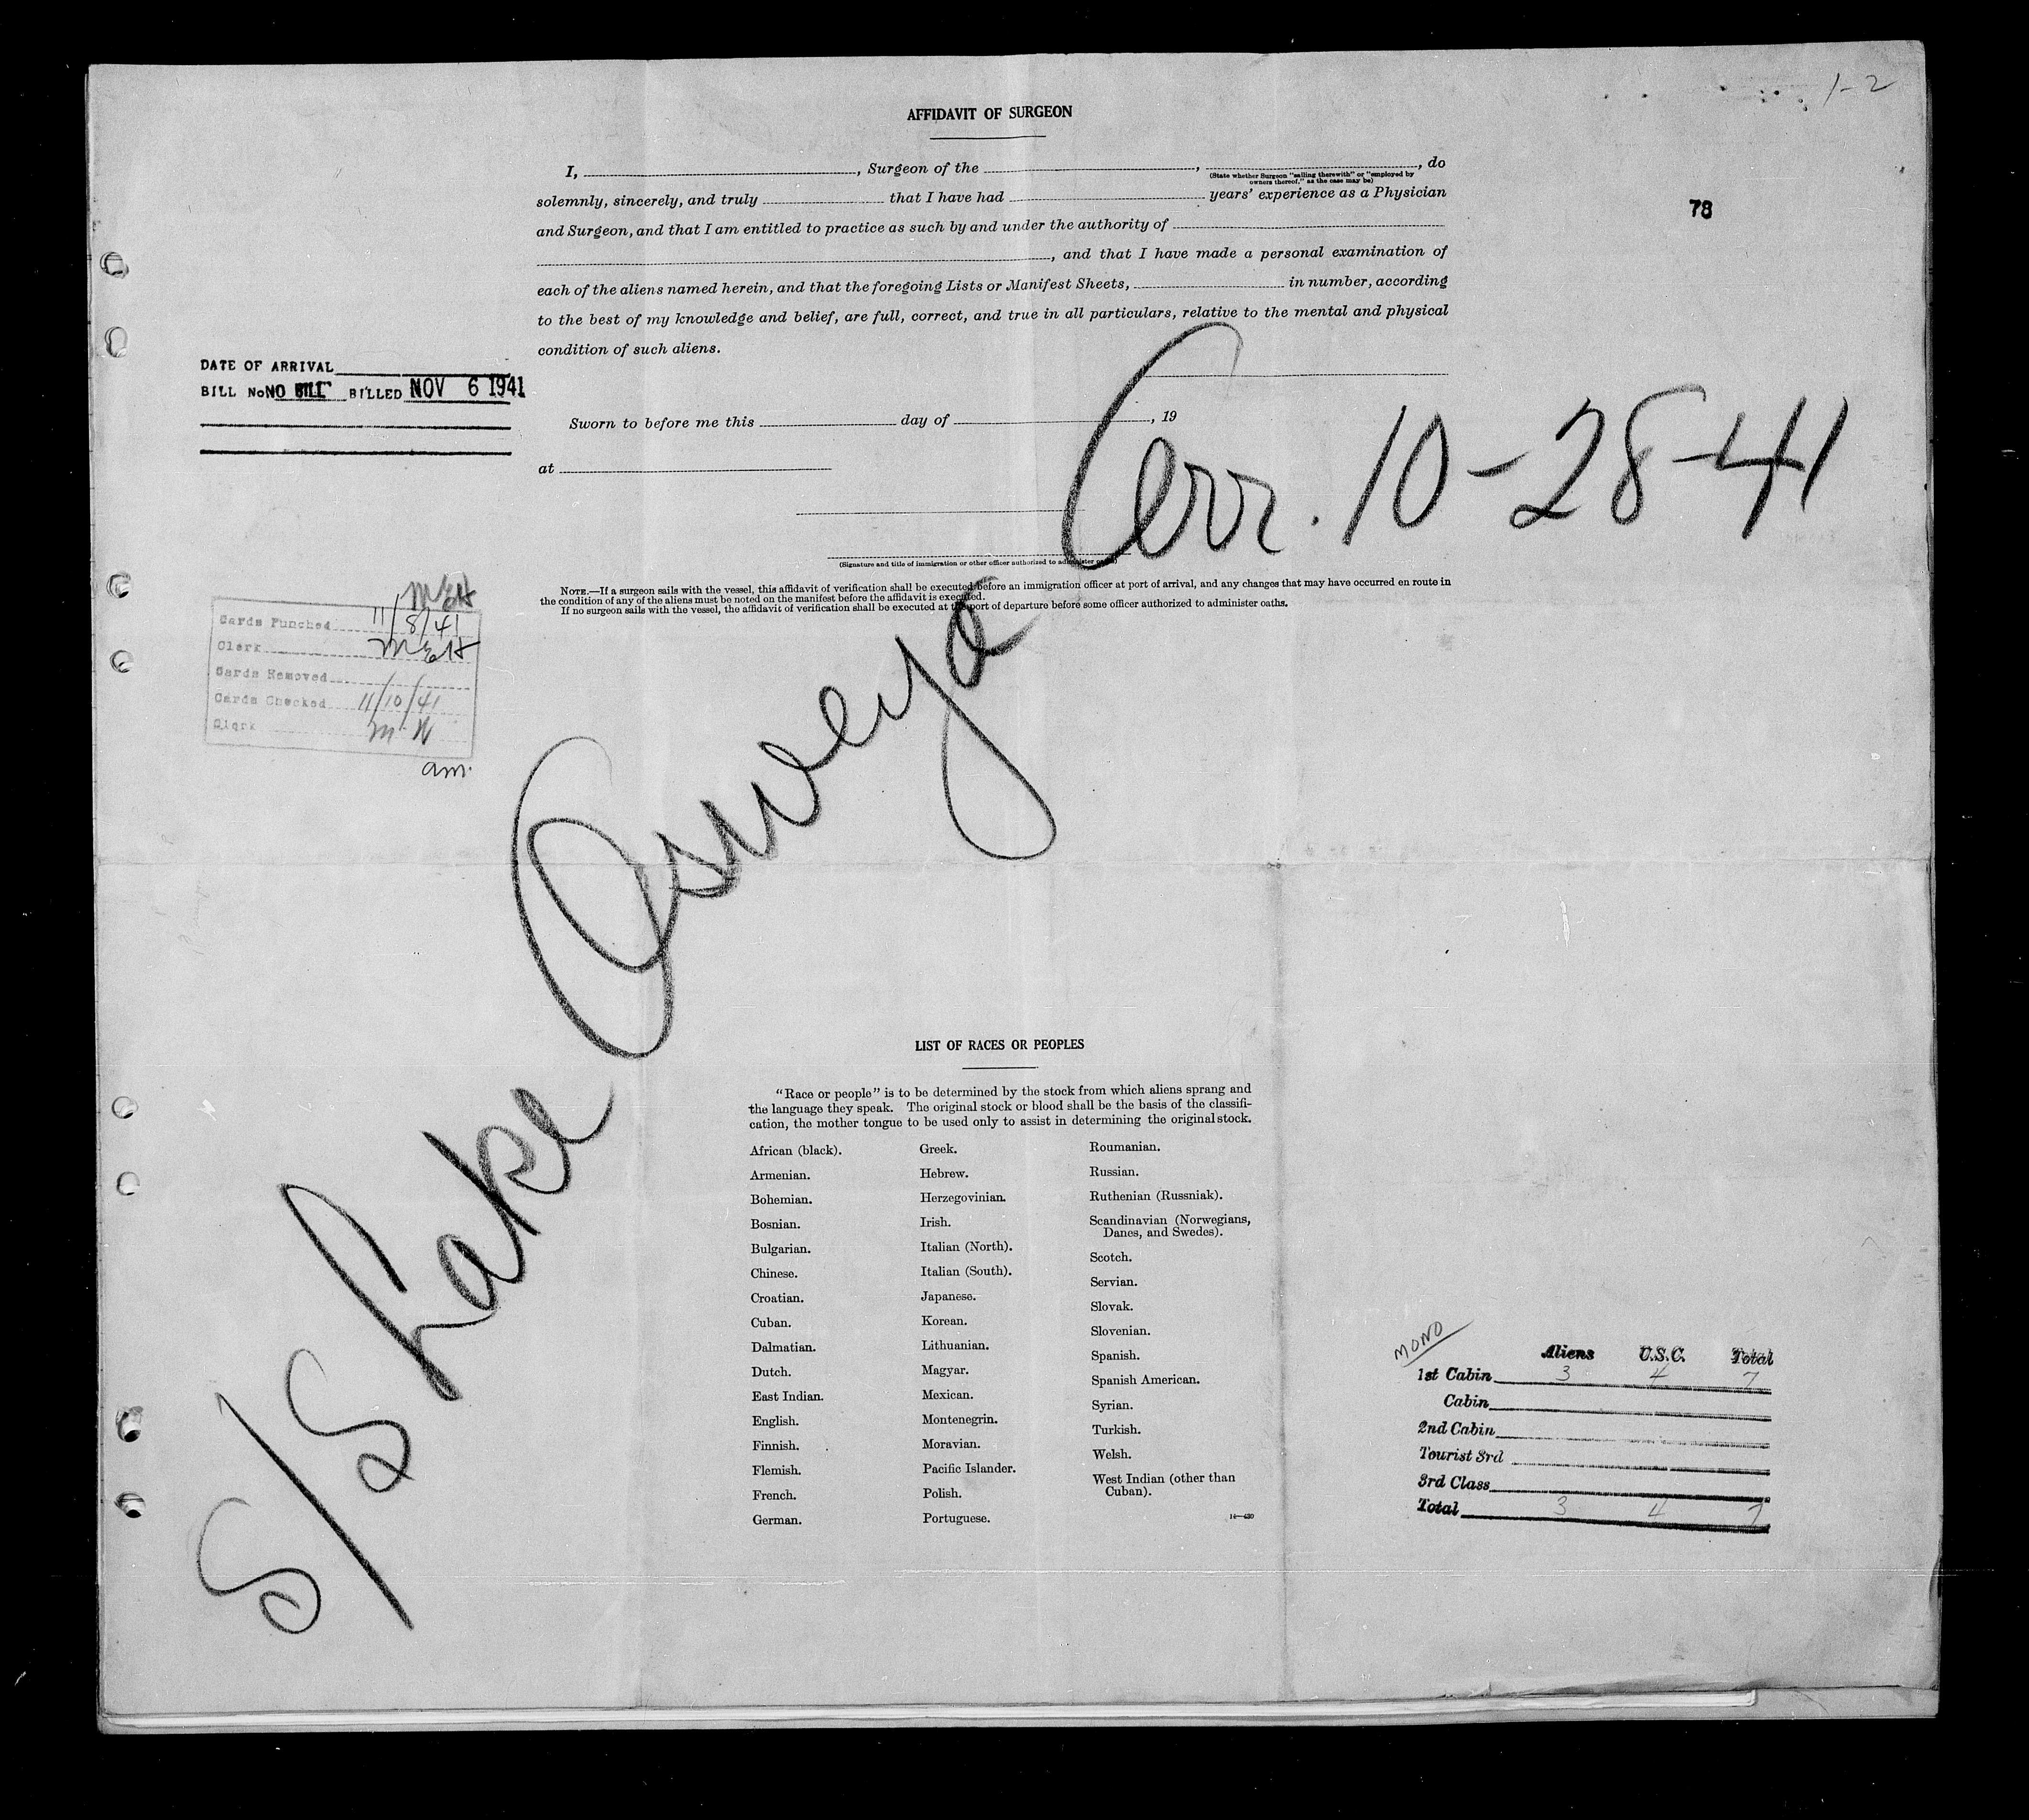 1-2
AFFIDAVIT OF SURGEON
I, , Surgeon of the , , do
(State whether Surgeon "sailing therewith" or "employed by
owners thereof," as the case may be)
solemnly, sincerely, and truly that I have had years' experience as a Physician
78
and Surgeon, and that I am entitled to practice as such by and under the authority of
, and that I have made a personal examination of
each of the aliens named herein, and that the foregoing Lists or Manifest Sheets, in number, according
to the best of my knowledge and belief, are full, correct, and true in all particulars, relative to the mental and physical
condition of such aliens.
DATE OF ARRIVAL
BILL No NO BILL BILLED NOV 6 1941
Sworn to before me this day of , 19
at
Arr. 10-28-41
(Signature and title of immigration or other officer authorized to administer oaths)
NOTE.—If a surgeon sails with the vessel, this affidavit of verification shall be executed before an immigration officer at port of arrival, and any changes that may have occurred en route in
the condition of any of the aliens must be noted on the manifest before the affidavit is executed.
If no surgeon sails with the vessel, the affidavit of verification shall be executed at the port of departure before some officer authorized to administer oaths.
MEH
Cards Punched 11/8/41
Clerk MEH
Cards Removed
Cards Checked 11/10/41
Clerk
am.
S/S Lake Osweya
LIST OF RACES OR PEOPLES
"Race or people" is to be determined by the stock from which aliens sprang and
the language they speak. The original stock or blood shall be the basis of the classifi-
cation, the mother tongue to be used only to assist in determining the original stock.
African (black).
Armenian.
Bohemian.
Bosnian.
Bulgarian.
Chinese.
Croatian.
Cuban.
Dalmatian.
Dutch.
East Indian.
English.
Finnish.
Flemish.
French.
German.
Greek.
Hebrew.
Herzegovinian.
Irish.
Italian (North).
Italian (South).
Japanese.
Korean.
Lithuanian.
Magyar.
Mexican.
Montenegrin.
Moravian.
Pacific Islander.
Polish.
Portuguese.
Roumanian.
Russian.
Ruthenian (Russniak).
Scandinavian (Norwegians,
Danes, and Swedes).
Scotch.
Servian.
Slovak.
Slovenian.
Spanish.
Spanish American.
Syrian.
Turkish.
Welsh.
West Indian (other than
Cuban).
MONO
Aliens U.S.C. Total
1st Cabin 3 4 7
Cabin
2nd Cabin
Tourist 3rd
3rd Class
Total 3 4 7